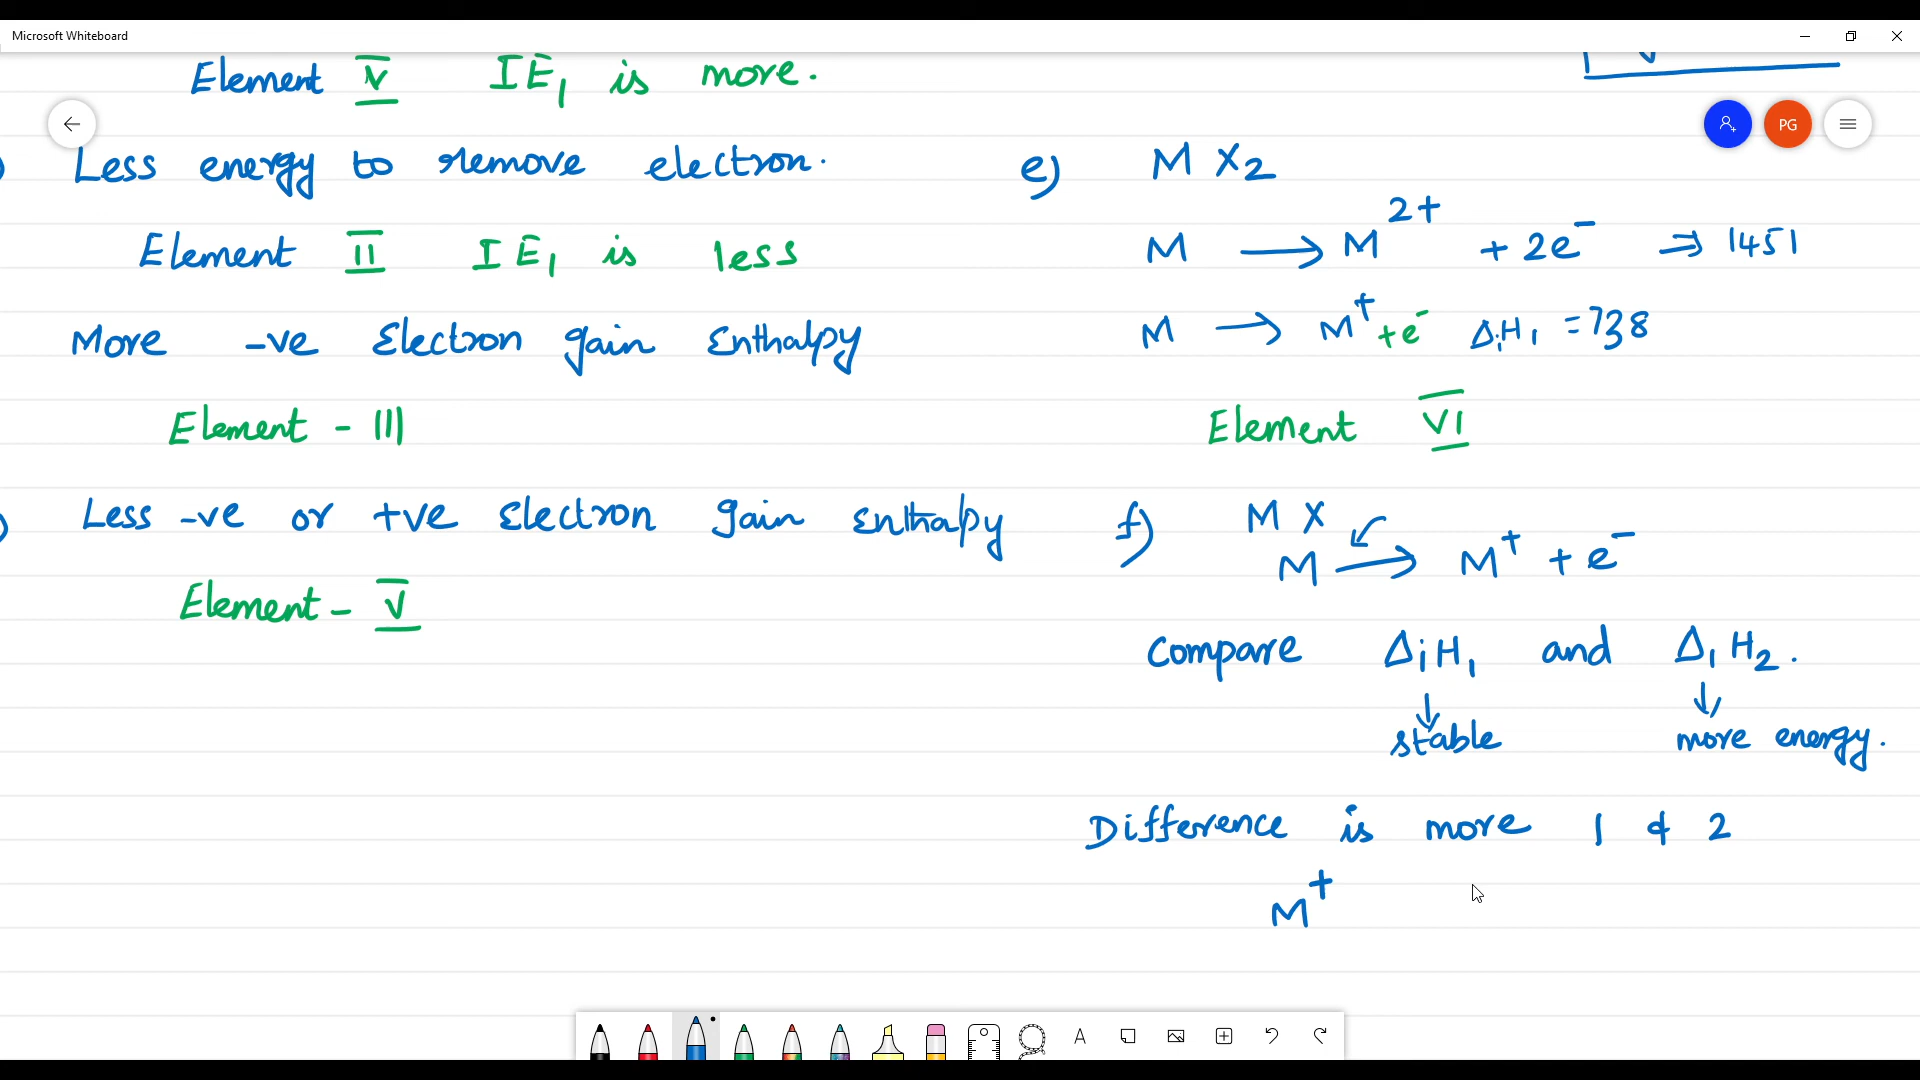 Microsoft Whiteboard
Element V IE₁ is more.
PG
) Less energy to remove electron.
Element II IE₁ is less
More -ve Electron gain Enthalpy
Element - III
) Less -ve or +ve Electron gain Enthalpy
Element - V
e) M X₂
M → M²⁺ + 2e⁻ ⇒ 1451
M → M⁺ + e⁻ ΔᵢH₁ = 738
Element VI
f) M X
M → M⁺ + e⁻
Compare ΔiH₁ and Δ₁H₂.
↓ ↓
stable more energy.
Difference is more 1 & 2
M⁺
A